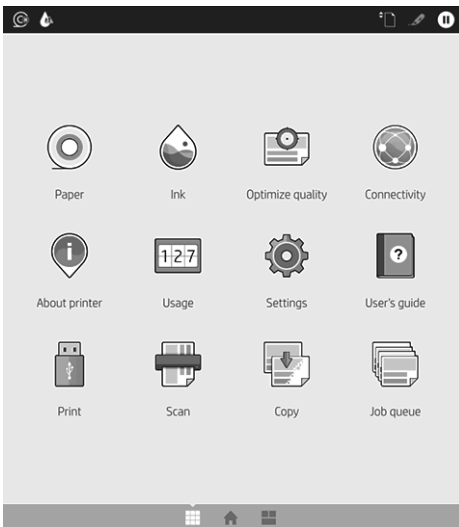 Paper Ink Optimize quality Connectivity
i 127 ?
About printer Usage Settings User's guide
Print Scan Copy Job queue